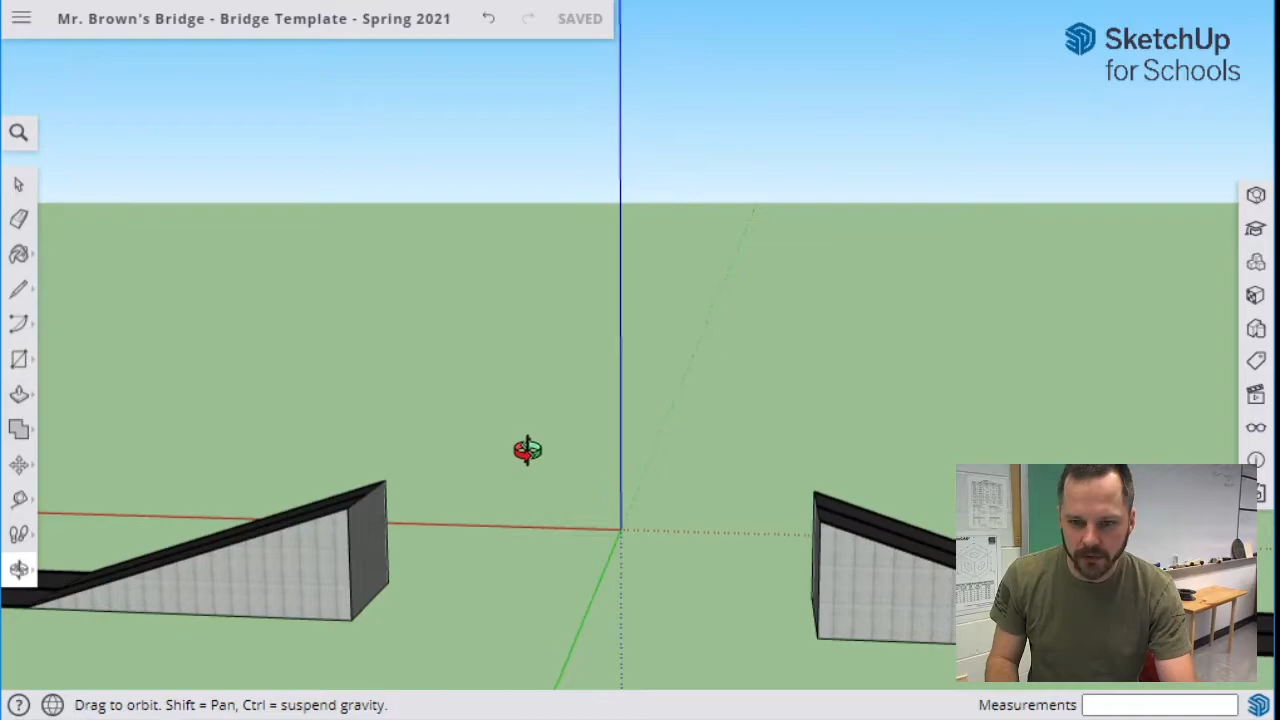 Mr. Brown's Bridge - Bridge Template - Spring 2021
SAVED
SketchUp
for Schools
Drag to orbit. Shift = Pan, Ctrl = suspend gravity.
Measurements